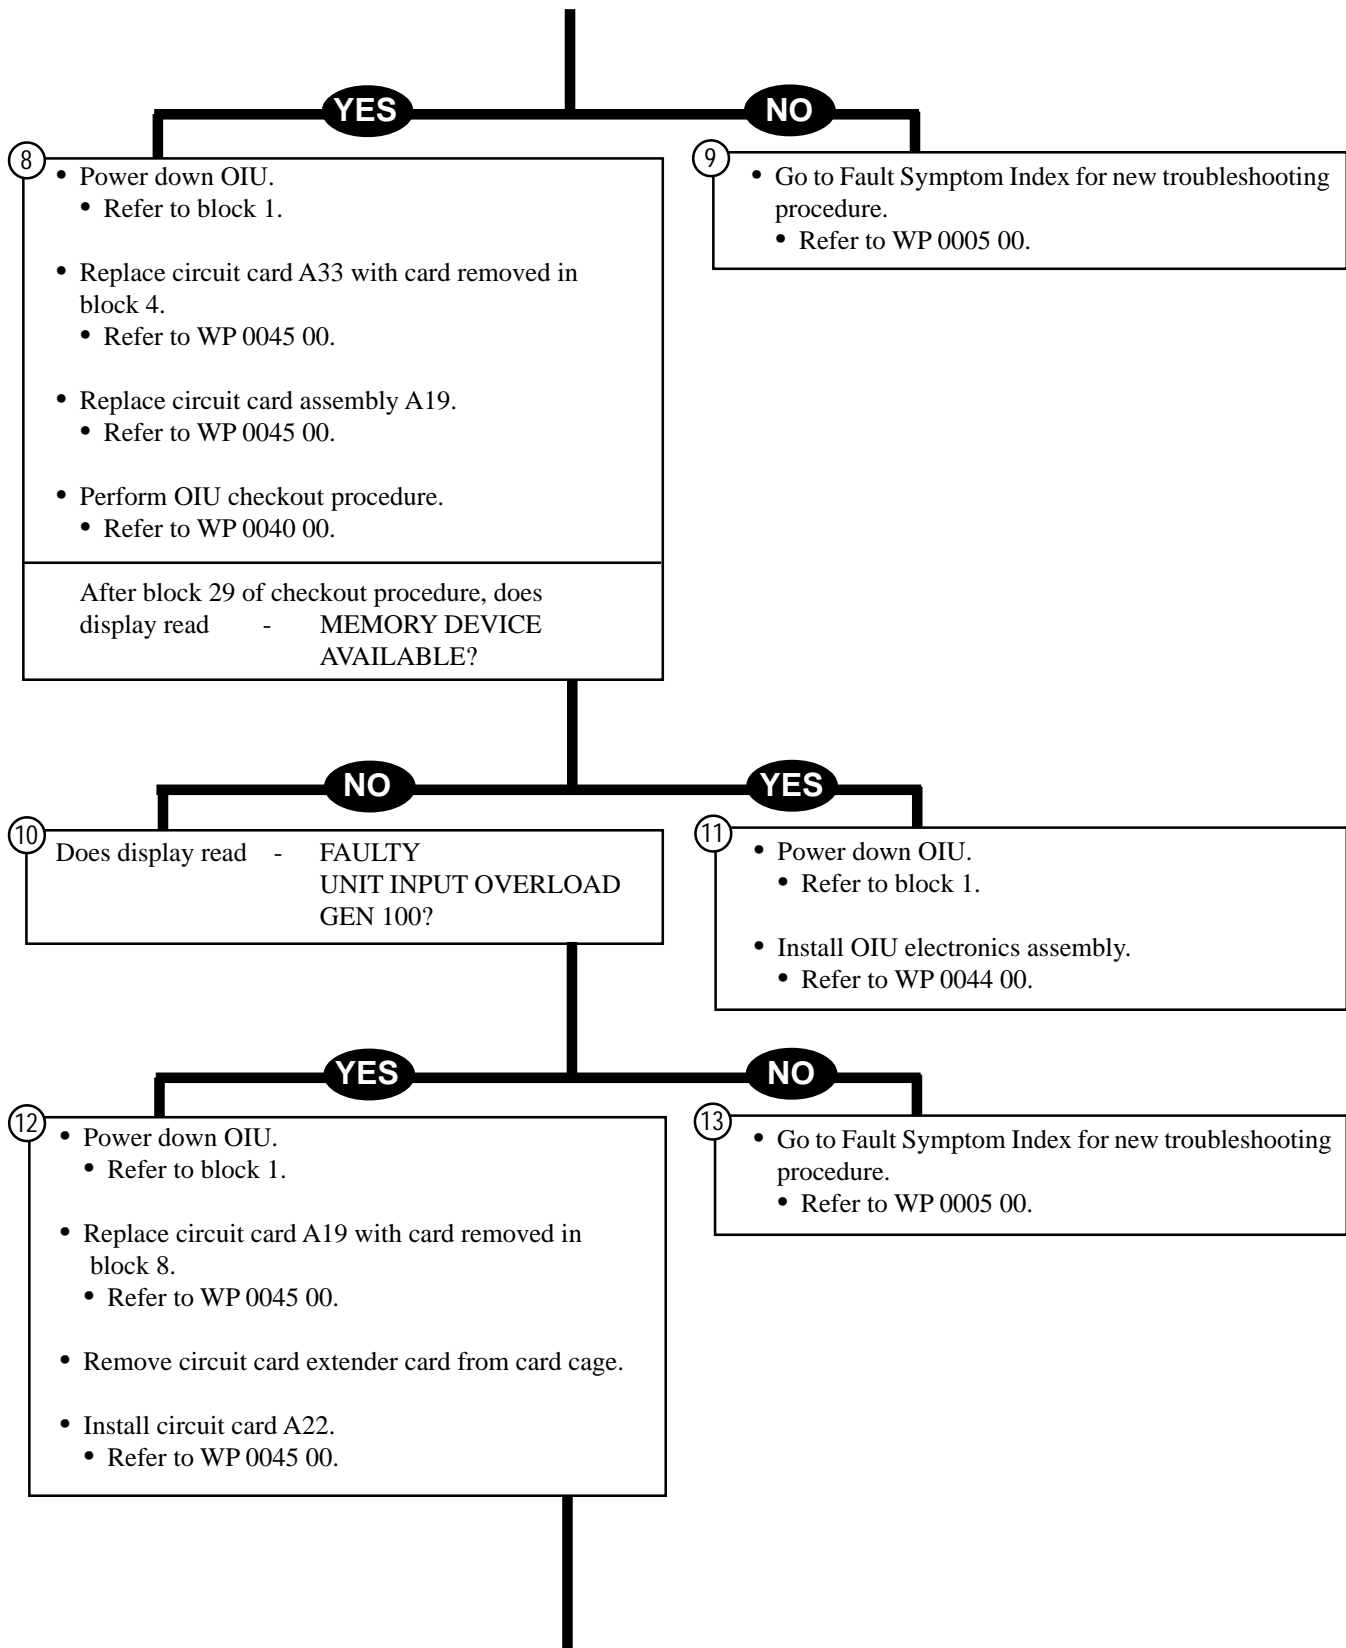 YES
NO
8
• Power down OIU.
• Refer to block 1.
• Replace circuit card A33 with card removed in
block 4.
• Refer to WP 0045 00.
• Replace circuit card assembly A19.
• Refer to WP 0045 00.
• Perform OIU checkout procedure.
• Refer to WP 0040 00.
After block 29 of checkout procedure, does
display read - MEMORY DEVICE
AVAILABLE?
9
• Go to Fault Symptom Index for new troubleshooting
procedure.
• Refer to WP 0005 00.
NO
YES
10
Does display read - FAULTY
UNIT INPUT OVERLOAD
GEN 100?
11
• Power down OIU.
• Refer to block 1.
• Install OIU electronics assembly.
• Refer to WP 0044 00.
YES
NO
12
• Power down OIU.
• Refer to block 1.
• Replace circuit card A19 with card removed in
block 8.
• Refer to WP 0045 00.
• Remove circuit card extender card from card cage.
• Install circuit card A22.
• Refer to WP 0045 00.
13
• Go to Fault Symptom Index for new troubleshooting
procedure.
• Refer to WP 0005 00.